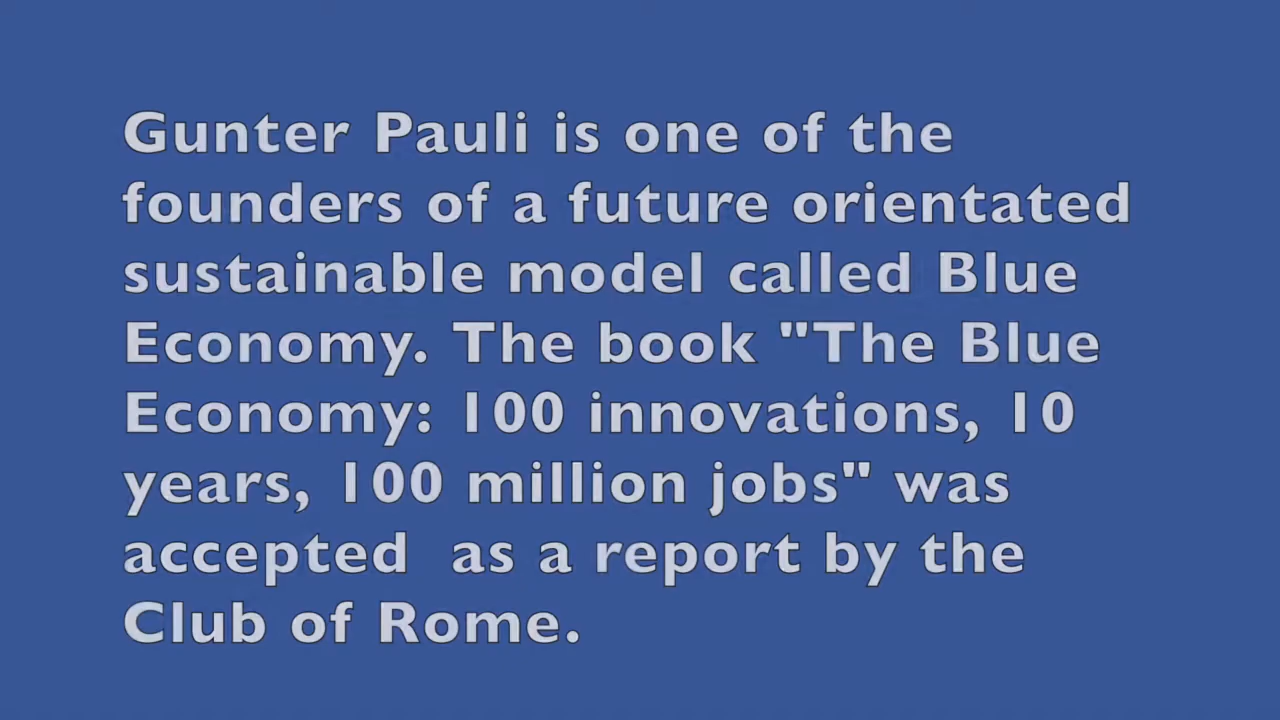 Gunter Pauli is one of the
founders of a future orientated
sustainable model called Blue
Economy. The book "The Blue
Economy: 100 innovations, 10
years, 100 million jobs" was
accepted  as a report by the
Club of Rome.